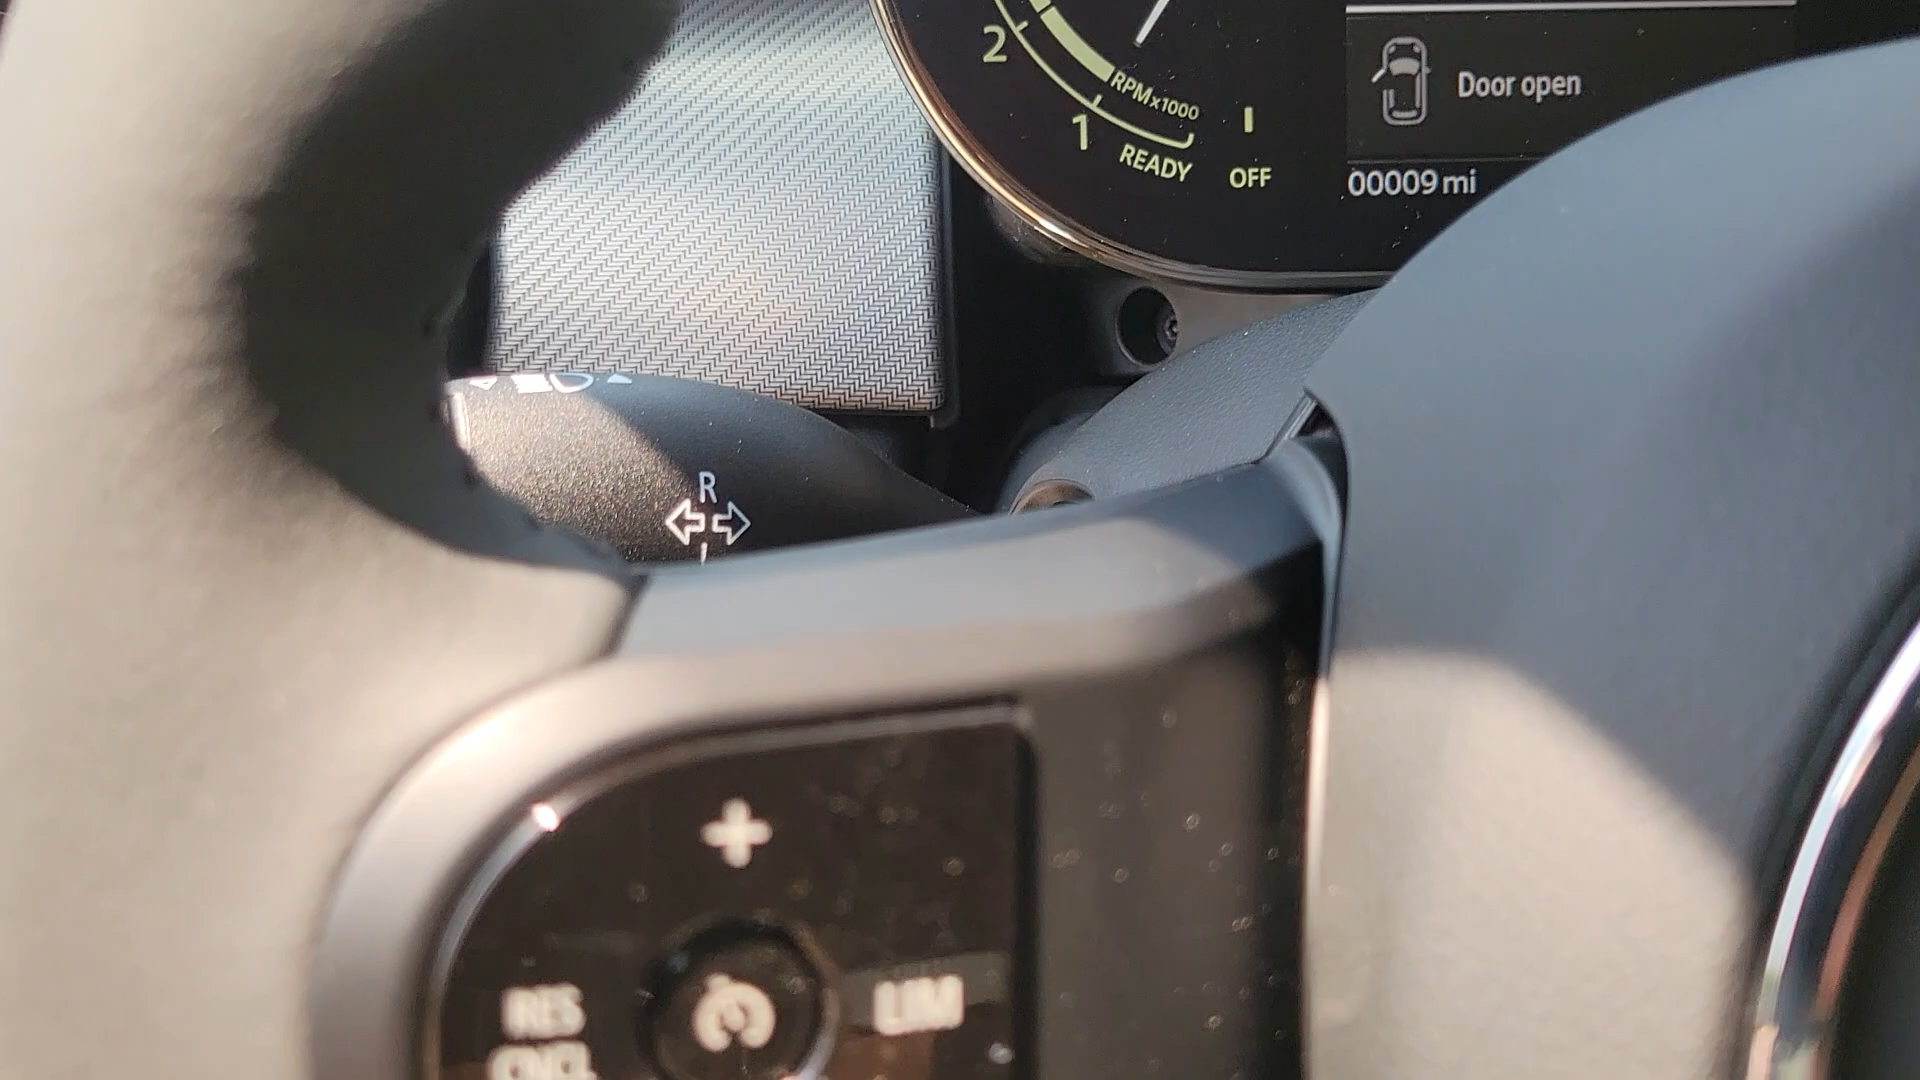 2
1
RPMx1000
READY
OFF
Door open
00009 mi
R
L
+
RES
CNCL
LIM